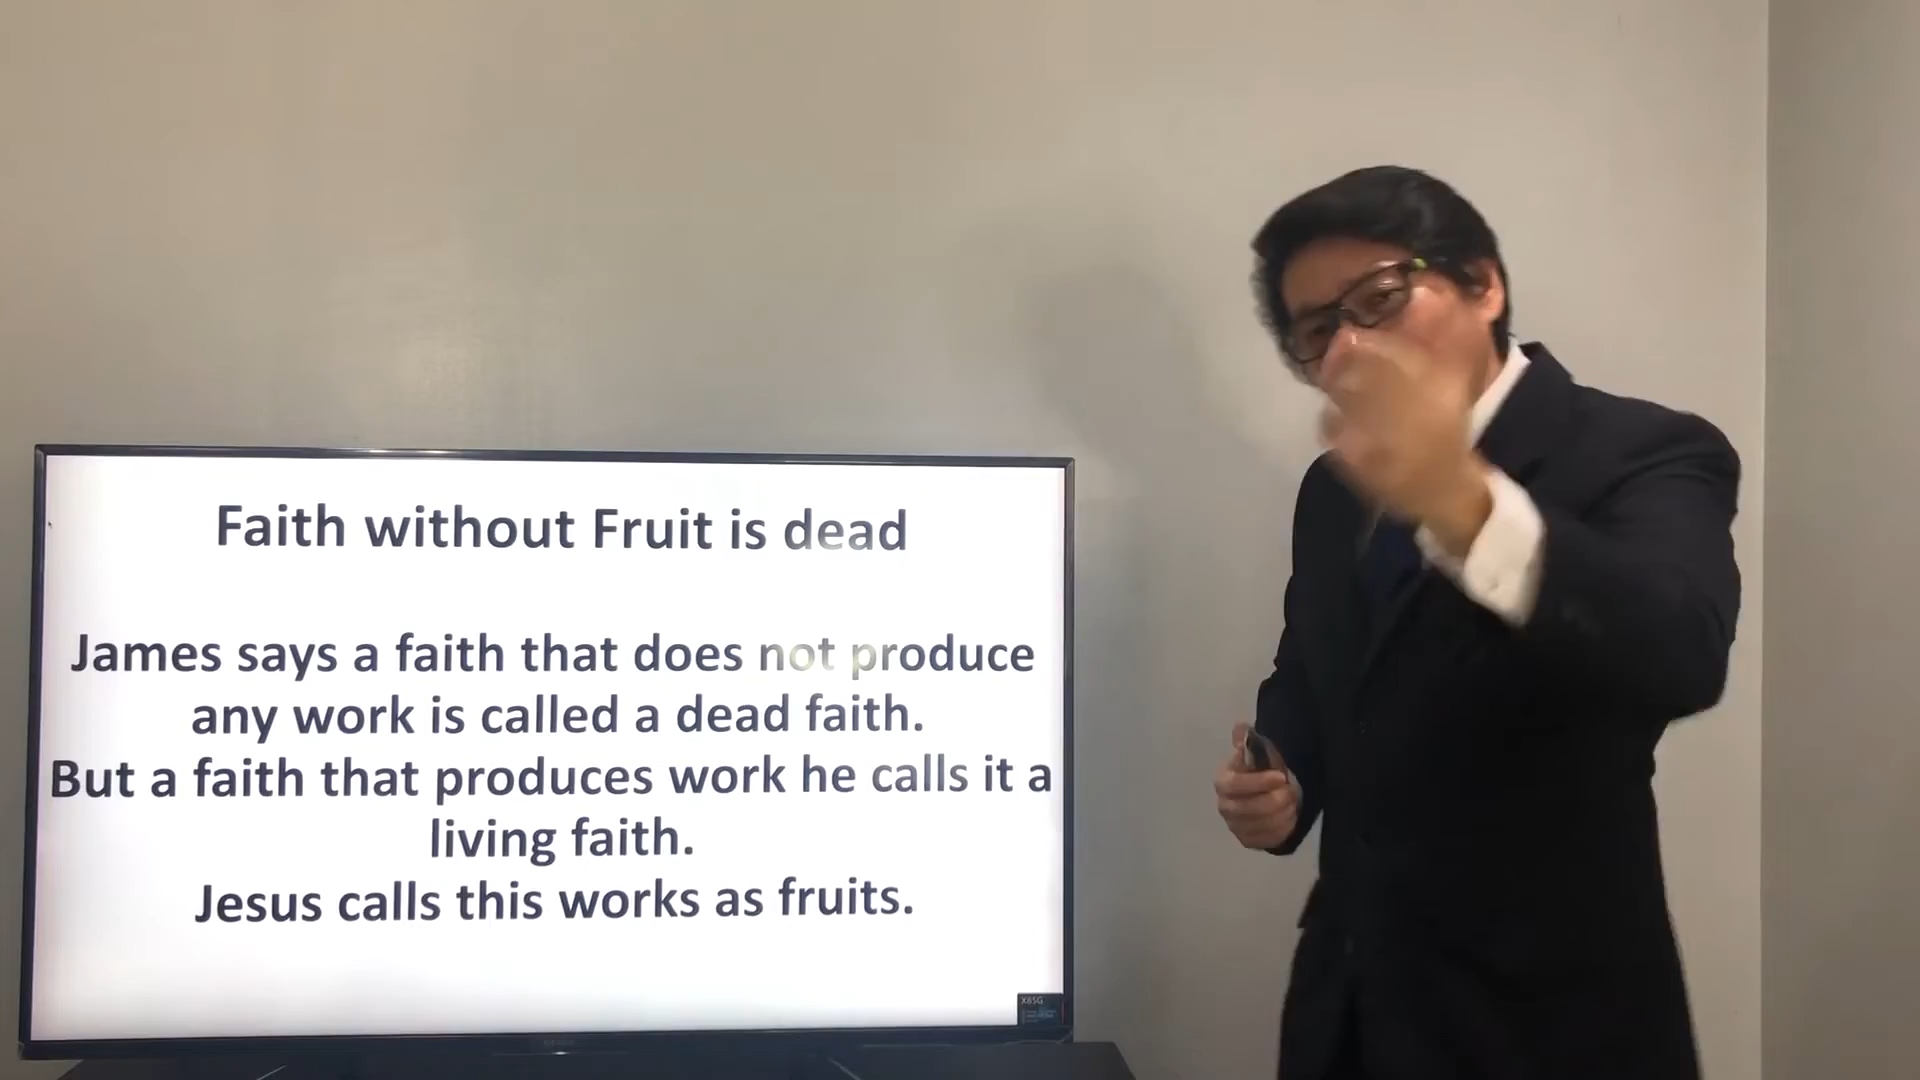 Faith without Fruit is dead
James says a faith that does not produce
any work is called a dead faith.
But a faith that produces work he calls it a
living faith.
Jesus calls this works as fruits.
X85G